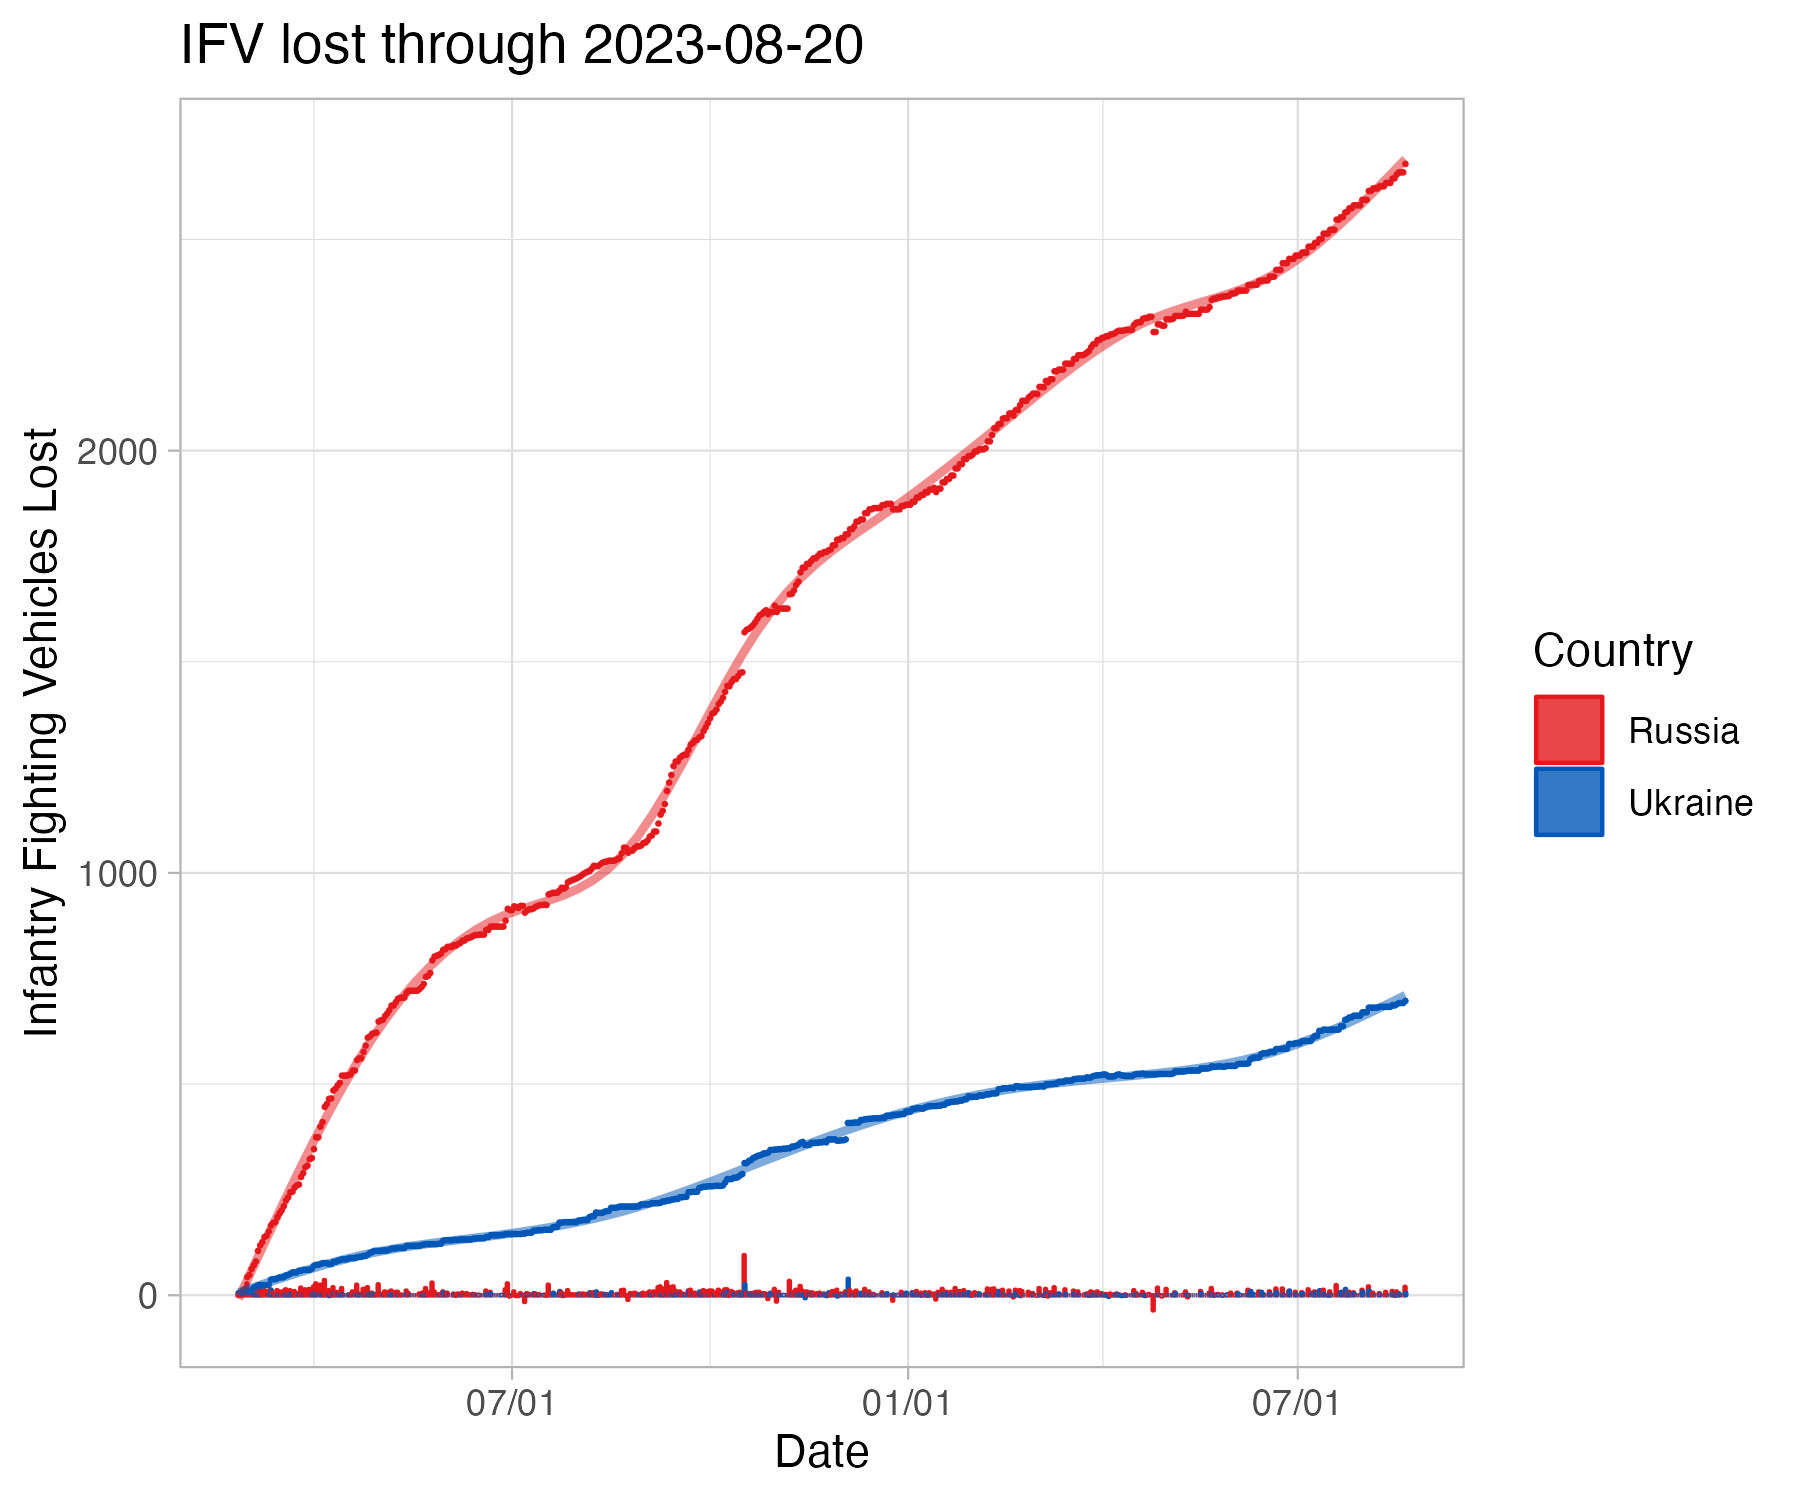 IFV lost through 2023-08-20
Infantry Fighting Vehicles Lost
2000
1000
0
07/01
01/01
07/01
Date
Country
Russia
Ukraine